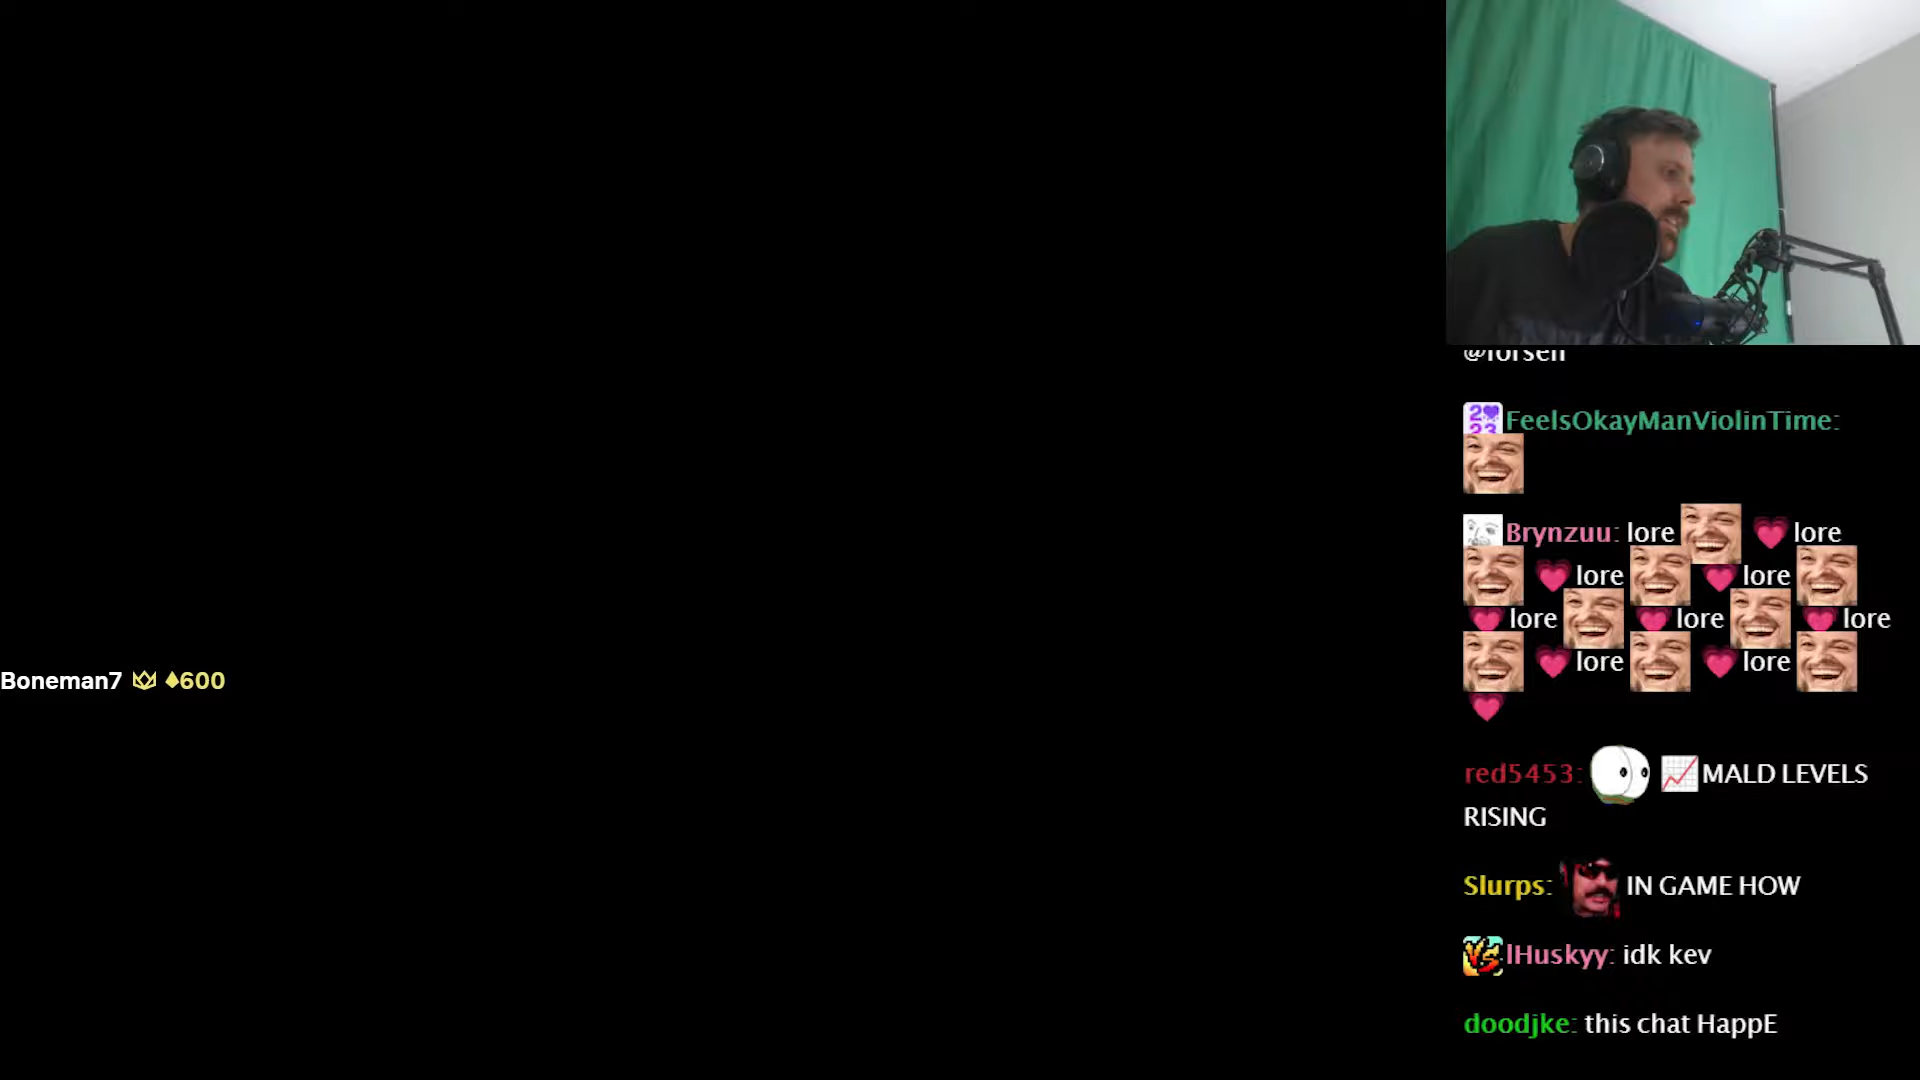 @forsen
FeelsOkayManViolinTime:
Brynzuu: lore lore
lore lore
lore lore lore
lore lore
Boneman7 600
red5453: MALD LEVELS
RISING
Slurps: IN GAME HOW
lHuskyy: idk kev
doodjke: this chat HappE